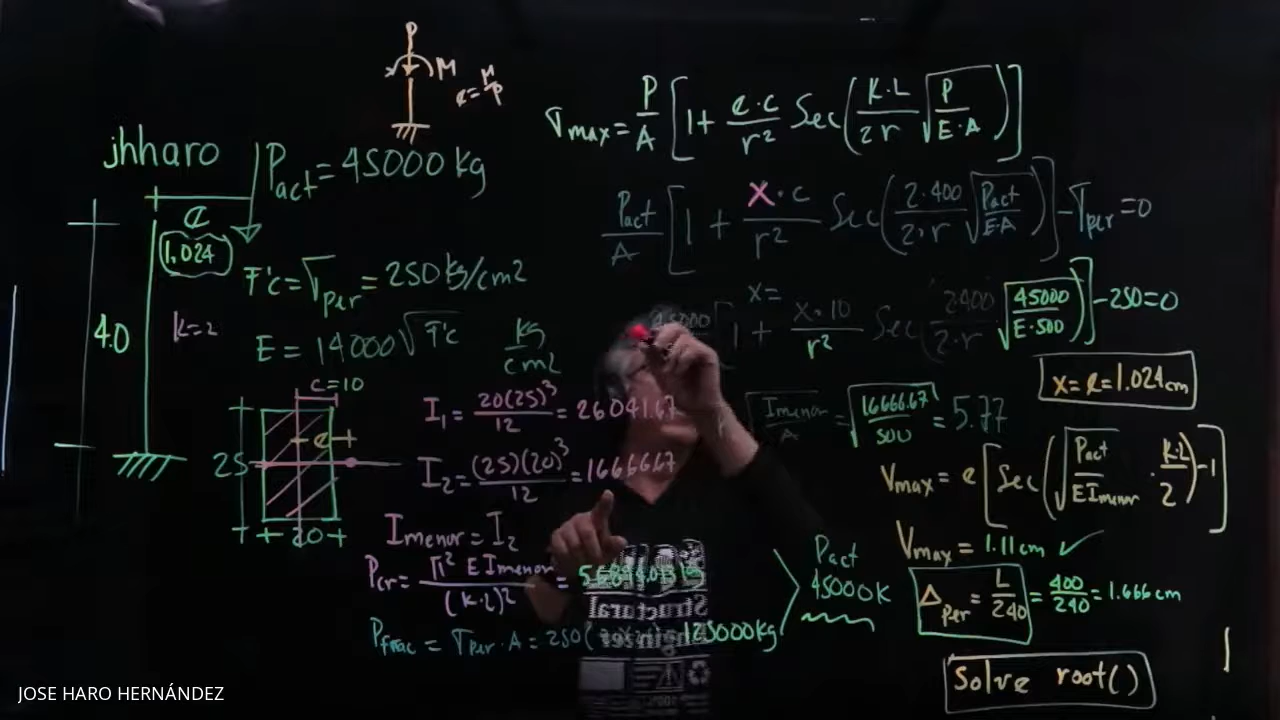 P
M
e = M/P
jhharo
Pact = 45000 kg
e
1.024
4.0
k=2
F'c = σper = 250 kg/cm2
E = 14000 √F'c kg/cm2
c=10
e
25
20
I1 = 20(25)^3/12 = 26041.67
I2 = (25)(20)^3/12 = 16666.67
Imenor = I2
Pcr = π² E Imenor/(k·L)² =
Pfrac = σper · A = 250( 125000kg
Pact
45000K
σmax = P/A [1 + e·c/r² Sec(K·L/2r √P/E·A)]
Pact/A [1 + X·c/r² Sec(2·400/2·r √Pact/E·A)] - σper = 0
x=
45000 [1 + x·10/r² Sec(2·400/2·r √45000/E·500)] - 250 = 0
x = e = 1.024 cm
√Imenor/A = √16666.67/500 = 5.77
Vmax = e [Sec(√Pact/EImenor · K·L/2) - 1]
Vmax = 1.11cm ✓
Δper = L/240 = 400/240 = 1.666 cm
Solve root()
Structural
JOSE HARO HERNÁNDEZ